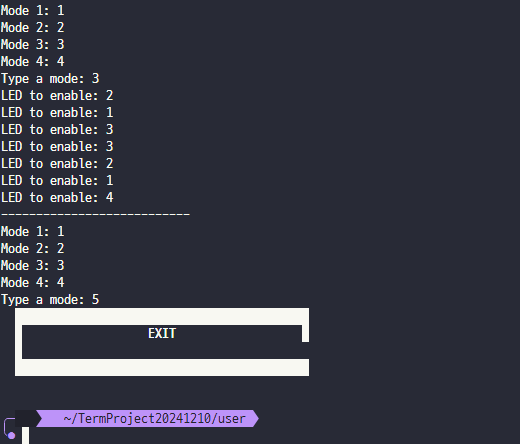 Mode 1: 1
Mode 2: 2
Mode 3: 3
Mode 4: 4
Type a mode: 3
LED to enable: 2
LED to enable: 1
LED to enable: 3
LED to enable: 3
LED to enable: 2
LED to enable: 1
LED to enable: 4
---------------------------
Mode 1: 1
Mode 2: 2
Mode 3: 3
Mode 4: 4
Type a mode: 5
EXIT
~/TermProject20241210/user